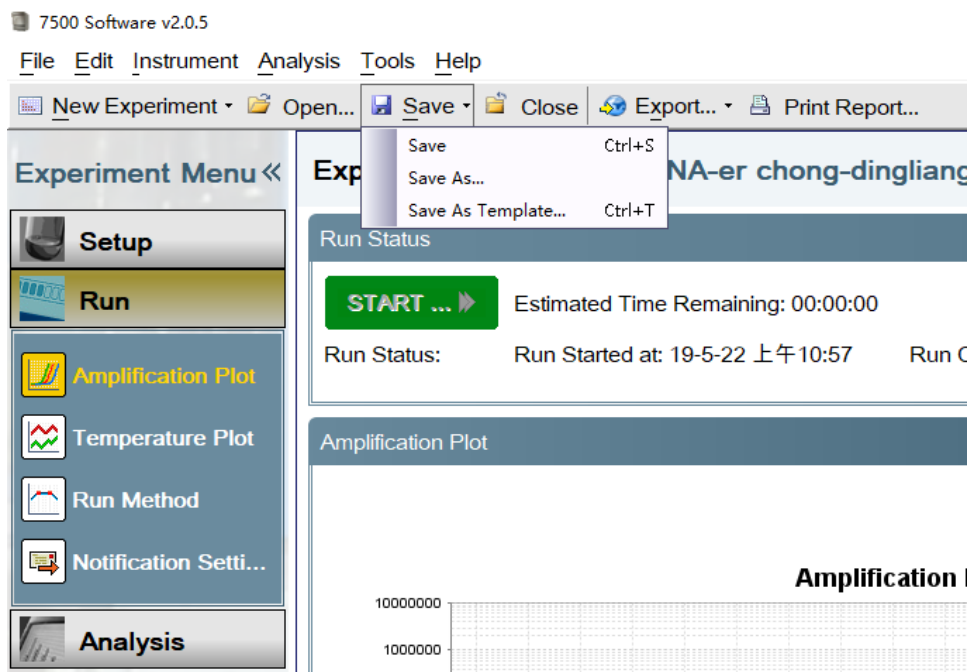 7500 Software v2.0.5
File Edit Instrument Analysis Tools Help
New Experiment Open... Save Close Export... Print Report...
Save Ctrl+S
Save As...
Save As Template... Ctrl+T
Experiment Menu «
NA-er chong-dingliang
Setup
Run
Amplification Plot
Temperature Plot
Run Method
Notification Setti...
Analysis
Run Status
START ...
Estimated Time Remaining: 00:00:00
Run Status: Run Started at: 19-5-22 上午10:57 Run
Amplification Plot
Amplification
10000000
1000000